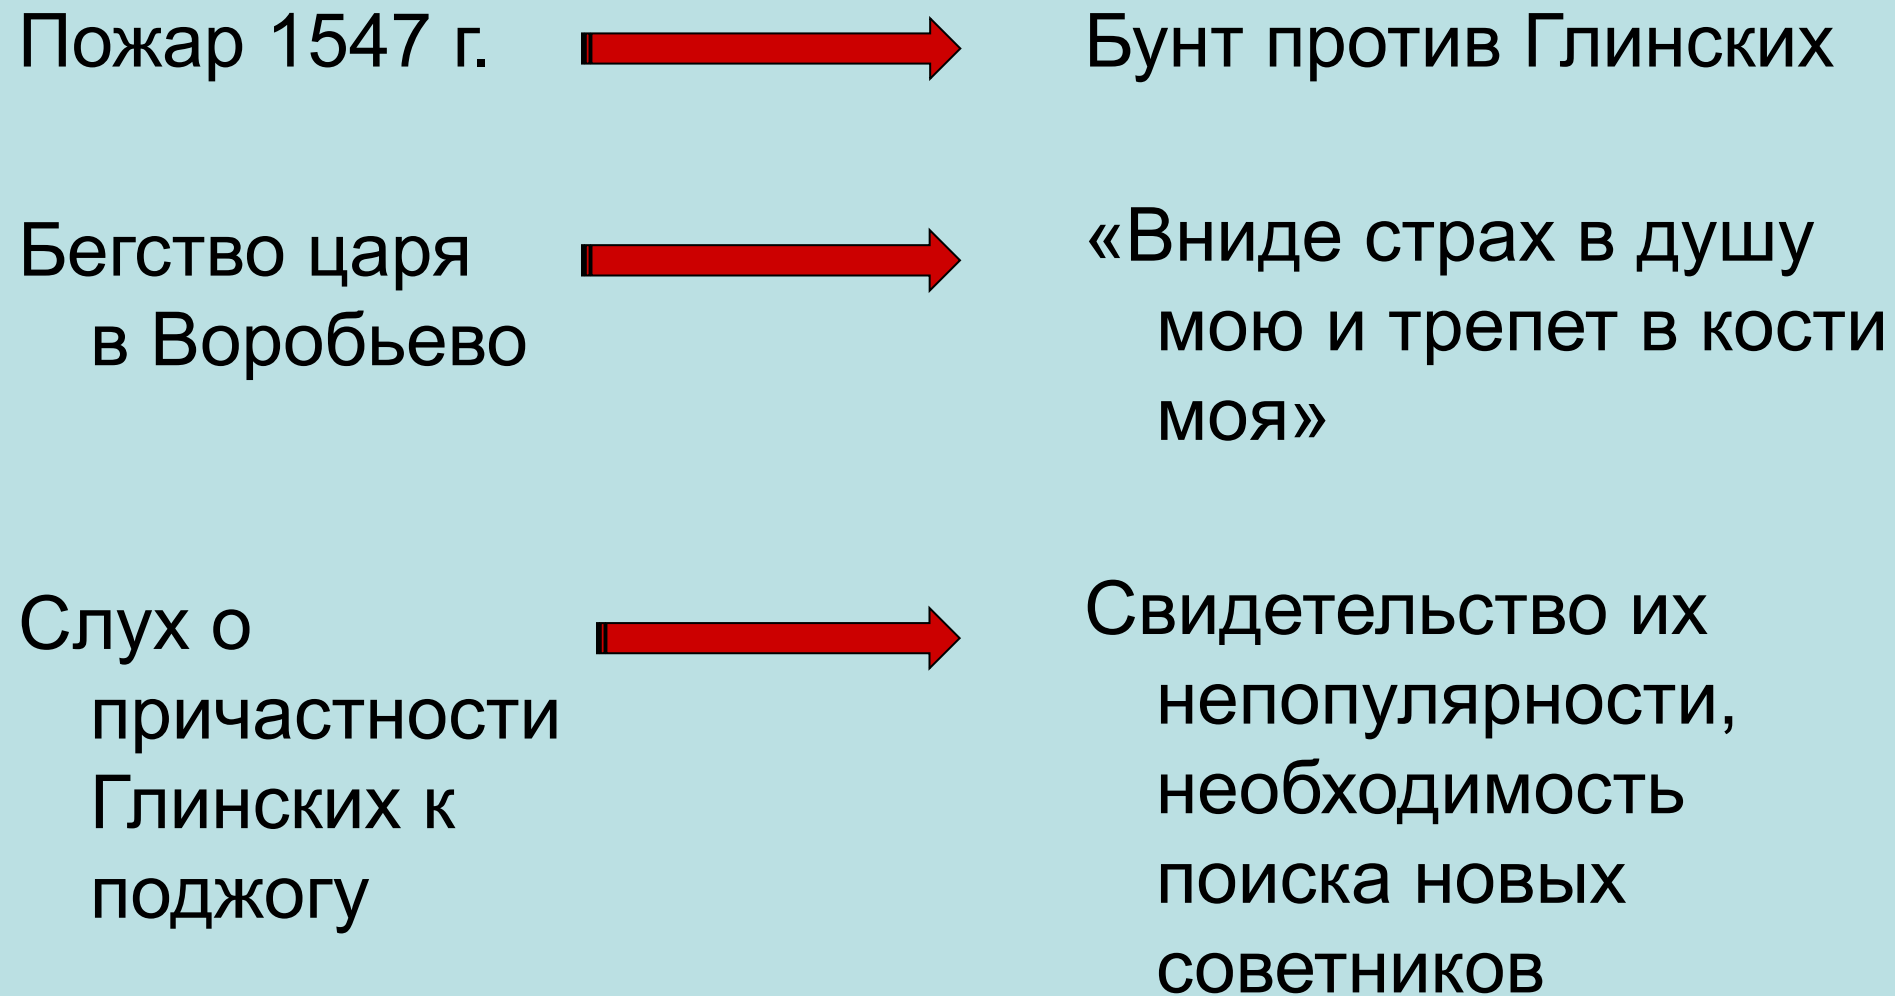 Пожар 1547 г.
Бунт против Глинских
Бегство царя
в Воробьево
«Вниде страх в душу
мою и трепет в кости
моя»
Слух о
причастности
Глинских к
поджогу
Свидетельство их
непопулярности,
необходимость
поиска новых
советников